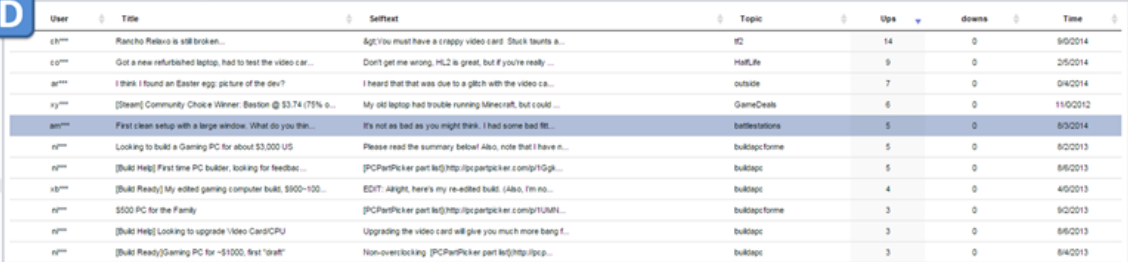 D
User Title Selftext Topic Ups downs Time
ch*** Rancho Relaxo is still broken... &gt;You must have a crappy video card Stuck taunts a... tf2 14 0 9/0/2014
co*** Got a new refurbished laptop, had to test the video car... Don't get me wrong, HL2 is great, but if you're really ... HalfLife 9 0 2/5/2014
ar*** I think I found an Easter egg: picture of the dev? I heard that that was due to a glitch with the video ca... outside 7 0 0/4/2014
xy*** [Steam] Community Choice Winner: Bastion @ $3.74 (75% o... My old laptop had trouble running Minecraft, but could ... GameDeals 6 0 11/0/2012
am*** First clean setup with a large window. What do you thin... It's not as bad as you might think. I had some bad fitt... battlestations 5 0 6/3/2014
ni*** Looking to build a Gaming PC for about $3,000 US Please read the summary below! Also, note that I have n... buildapcforme 5 0 8/2/2013
ni*** [Build Help] First time PC builder, looking for feedbac... [PCPartPicker part list](http://pcpartpicker.com/p/1Ggk... buildapc 5 0 8/6/2013
xb*** [Build Ready] My edited gaming computer build, $900~100... EDIT: Alright, here's my re-edited build. (Also, I'm no... buildapc 4 0 4/0/2013
ni*** $500 PC for the Family [PCPartPicker part list](http://pcpartpicker.com/p/1UMN... buildapcforme 3 0 9/2/2013
ni*** [Build Help] Looking to upgrade Video Card/CPU Upgrading the video card will give you much more bang f... buildapc 3 0 8/6/2013
ni*** [Build Ready]Gaming PC for ~$1000, first "draft" Non-overclocking [PCPartPicker part list](http://pcp... buildapc 3 0 8/4/2013